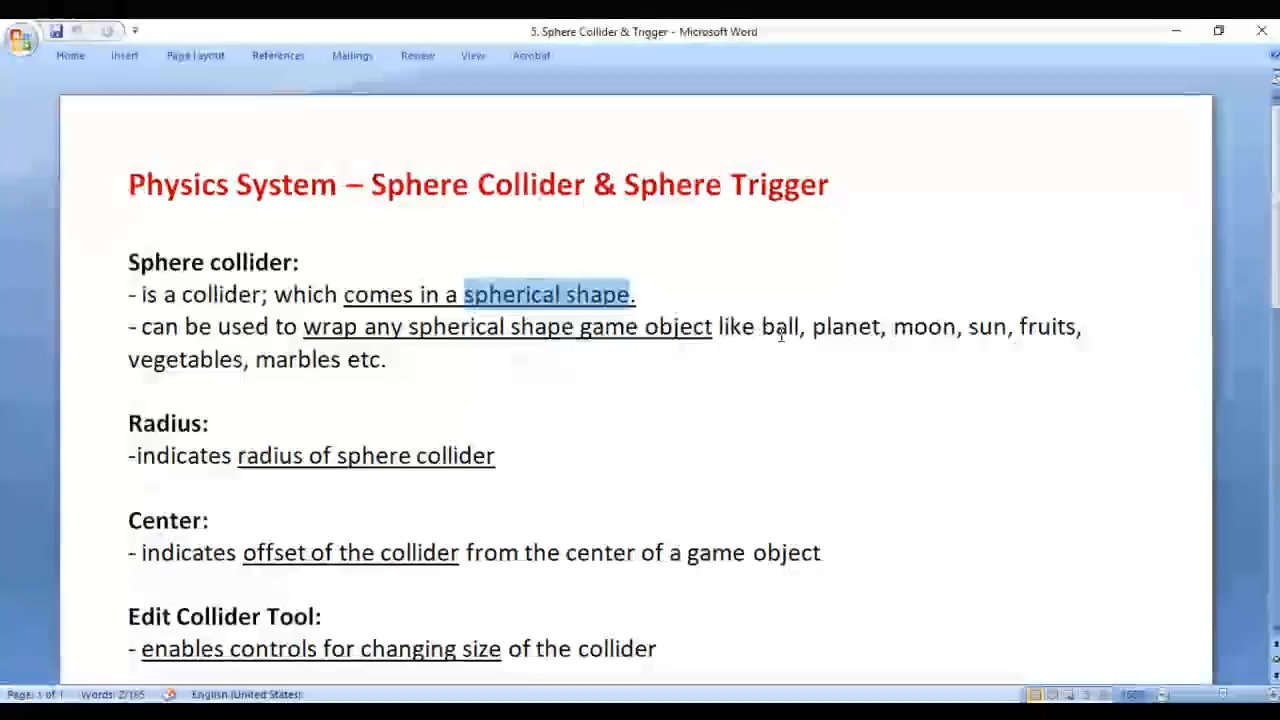 5. Sphere Collider & Trigger - Microsoft Word
Home Insert Page Layout References Mailings Review View Acrobat
Physics System – Sphere Collider & Sphere Trigger
Sphere collider:
- is a collider; which comes in a spherical shape.
- can be used to wrap any spherical shape game object like ball, planet, moon, sun, fruits,
vegetables, marbles etc.
Radius:
-indicates radius of sphere collider
Center:
- indicates offset of the collider from the center of a game object
Edit Collider Tool:
- enables controls for changing size of the collider
Page: 1 of 1 Words: 2/165 English (United States)